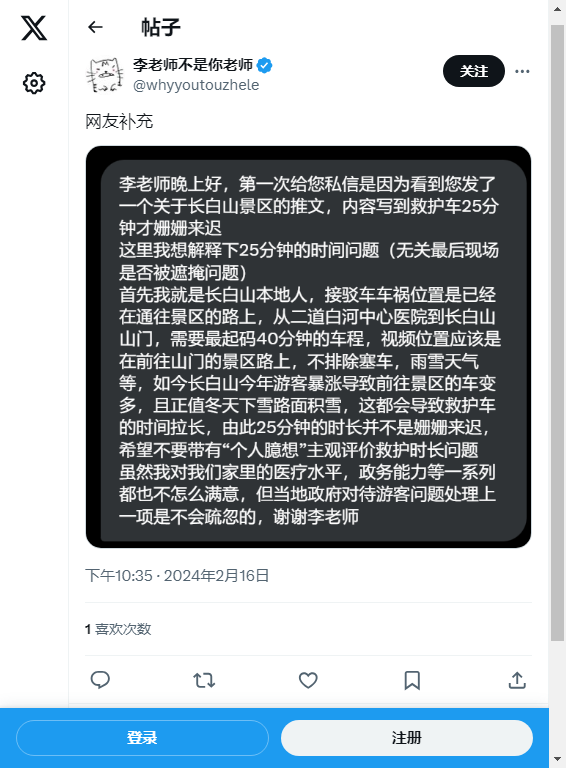 帖子
李老师不是你老师
@whyyoutouzhele
关注
网友补充
李老师晚上好，第一次给您私信是因为看到您发了
一个关于长白山景区的推文，内容写到救护车25分
钟才姗姗来迟
这里我想解释下25分钟的时间问题（无关最后现场
是否被遮掩问题）
首先我就是长白山本地人，接驳车车祸位置是已经
在通往景区的路上，从二道白河中心医院到长白山
山门，需要最起码40分钟的车程，视频位置应该是
在前往山门的景区路上，不排除塞车，雨雪天气
等，如今长白山今年游客暴涨导致前往景区的车变
多，且正值冬天下雪路面积雪，这都会导致救护车
的时间拉长，由此25分钟的时长并不是姗姗来迟，
希望不要带有“个人臆想”主观评价救护时长问题
虽然我对我们家里的医疗水平，政务能力等一系列
都也不怎么满意，但当地政府对待游客问题处理上
一项是不会疏忽的，谢谢李老师
下午10:35 · 2024年2月16日
1 喜欢次数
登录
注册